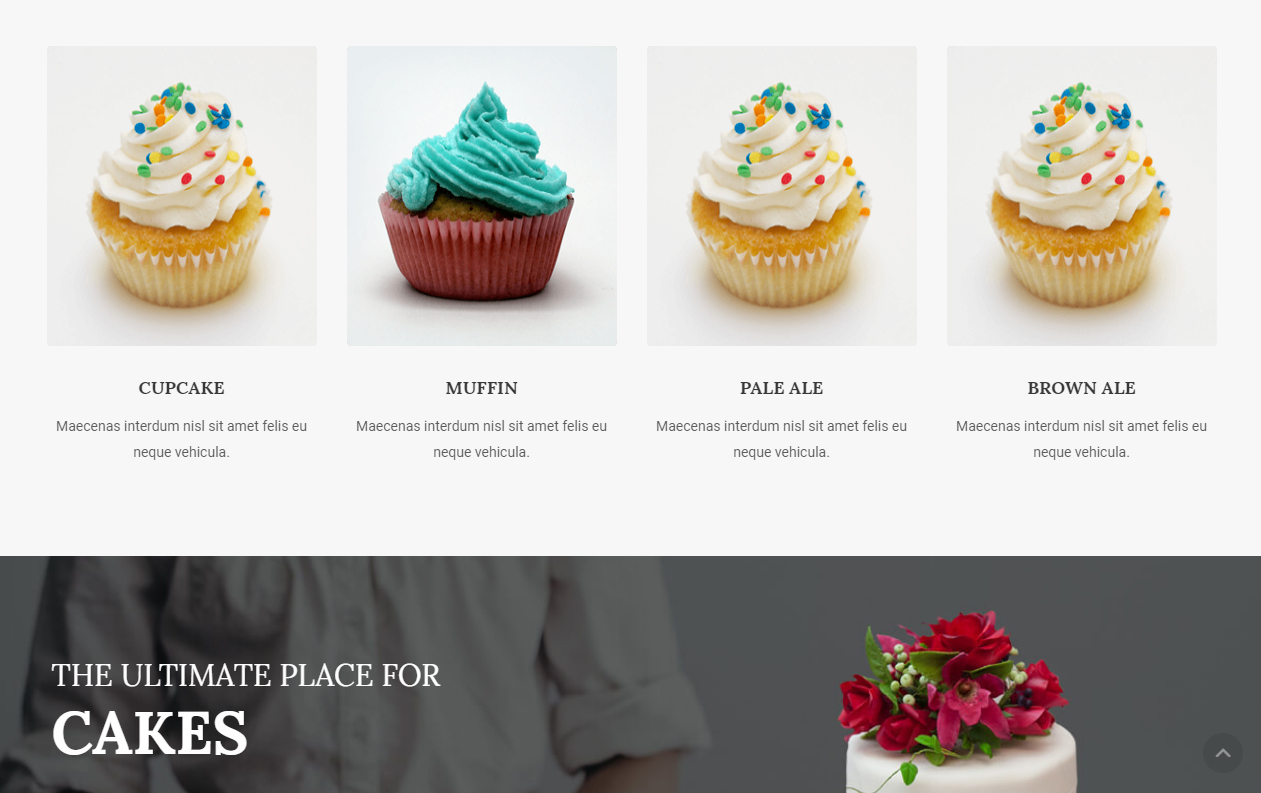 CUPCAKE
Maecenas interdum nisl sit amet felis eu
neque vehicula.
MUFFIN
Maecenas interdum nisl sit amet felis eu
neque vehicula.
PALE ALE
Maecenas interdum nisl sit amet felis eu
neque vehicula.
BROWN ALE
Maecenas interdum nisl sit amet felis eu
neque vehicula.
THE ULTIMATE PLACE FOR
CAKES